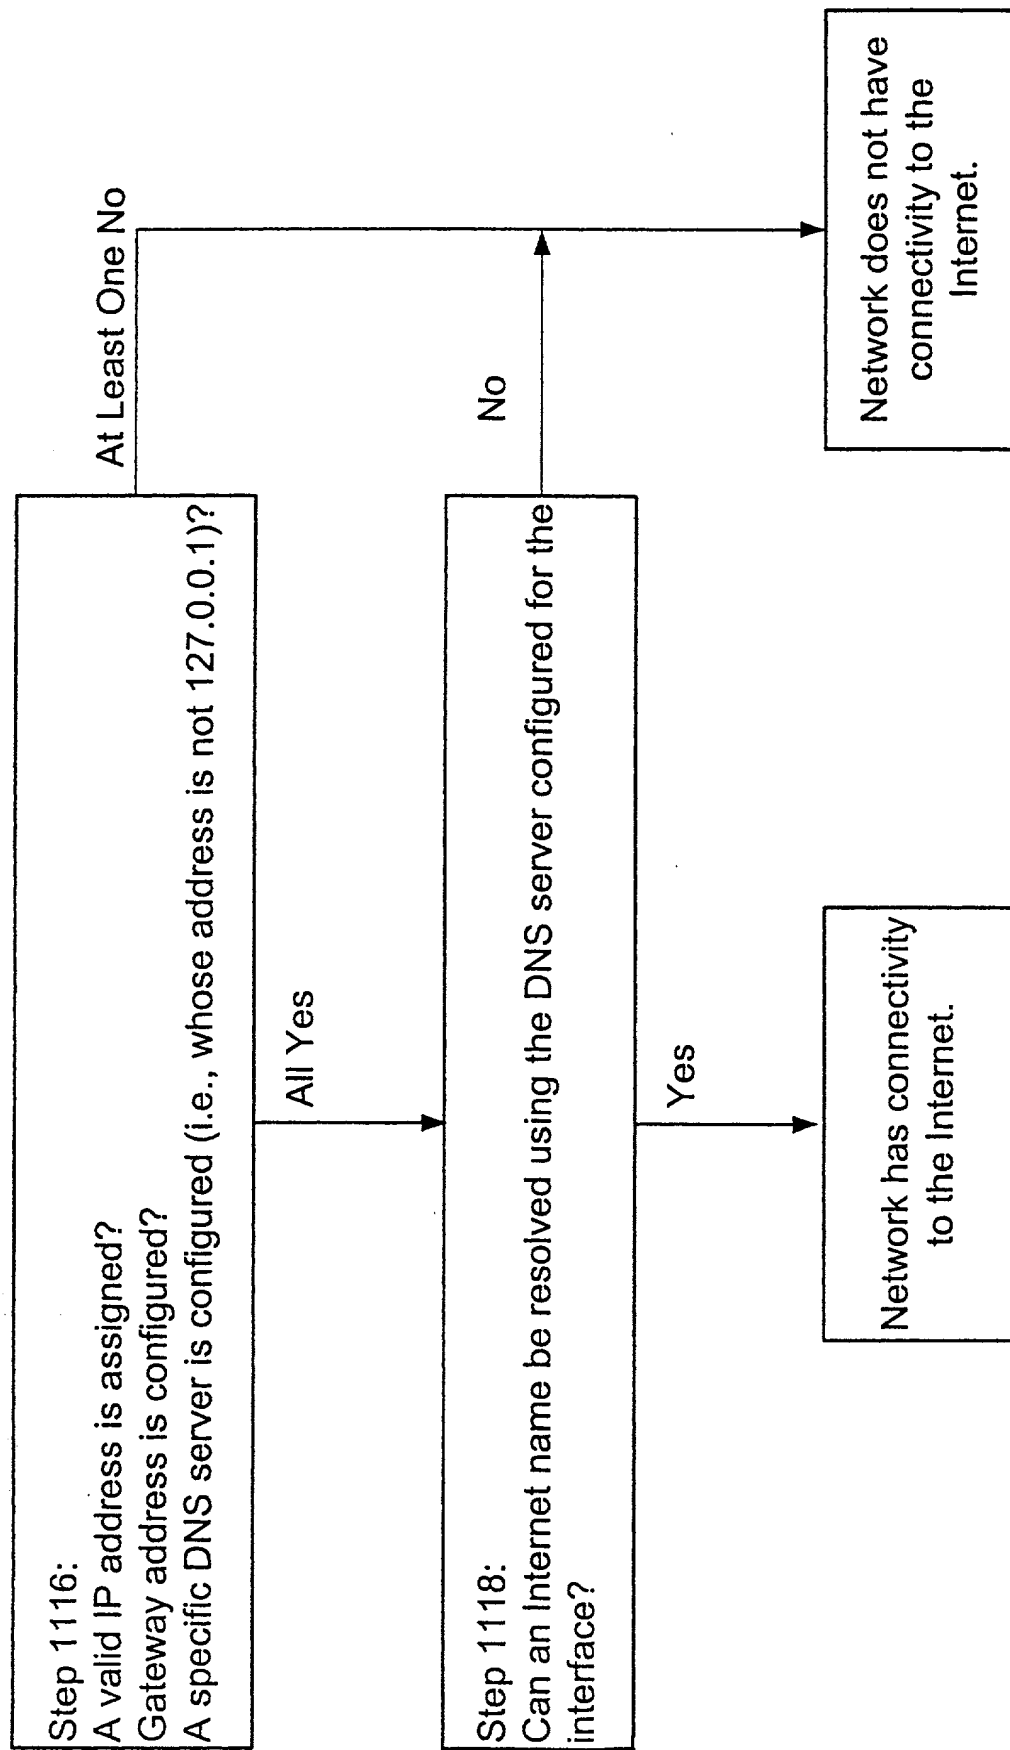 Step 1116:
A valid IP address is assigned?
Gateway address is configured?
A specific DNS server is configured (i.e., whose address is not 127.0.0.1)?
At Least One No
All Yes
Step 1118:
Can an Internet name be resolved using the DNS server configured for the
interface?
No
Yes
Network has connectivity
to the Internet.
Network does not have
connectivity to the
Internet.